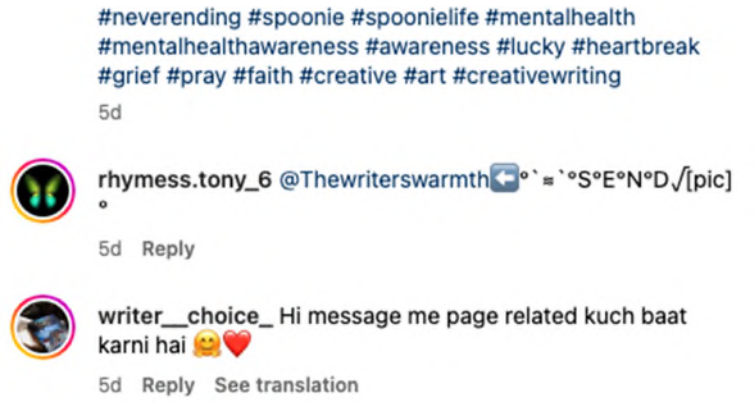 #neverending #spoonie #spoonielife #mentalhealth
#mentalhealthawareness #awareness #lucky #heartbreak
#grief #pray #faith #creative #art #creativewriting
5d
rhymess.tony_6 @Thewriterswarmth⬅️°`≈`°S°E°N°D√[pic]
°
5d Reply
writer__choice_ Hi message me page related kuch baat
karni hai 🤗❤️
5d Reply See translation